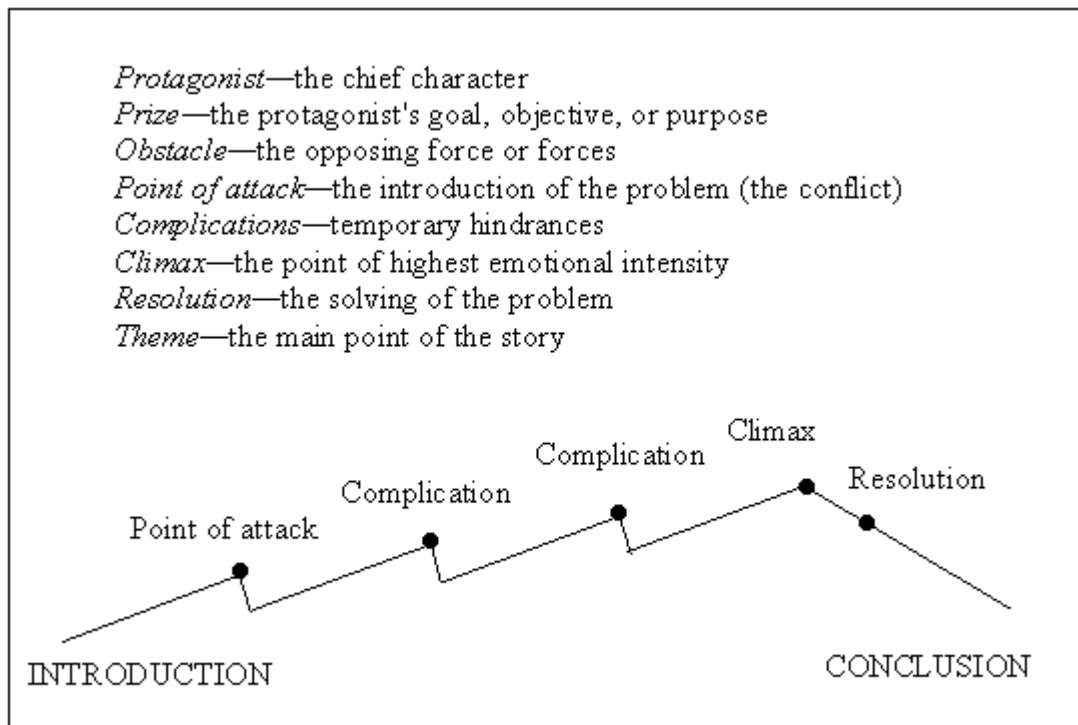 Protagonist—the chief character
Prize—the protagonist's goal, objective, or purpose
Obstacle—the opposing force or forces
Point of attack—the introduction of the problem (the conflict)
Complications—temporary hindrances
Climax—the point of highest emotional intensity
Resolution—the solving of the problem
Theme—the main point of the story
Climax
Complication
Resolution
Complication
Point of attack
INTRODUCTION
CONCLUSION